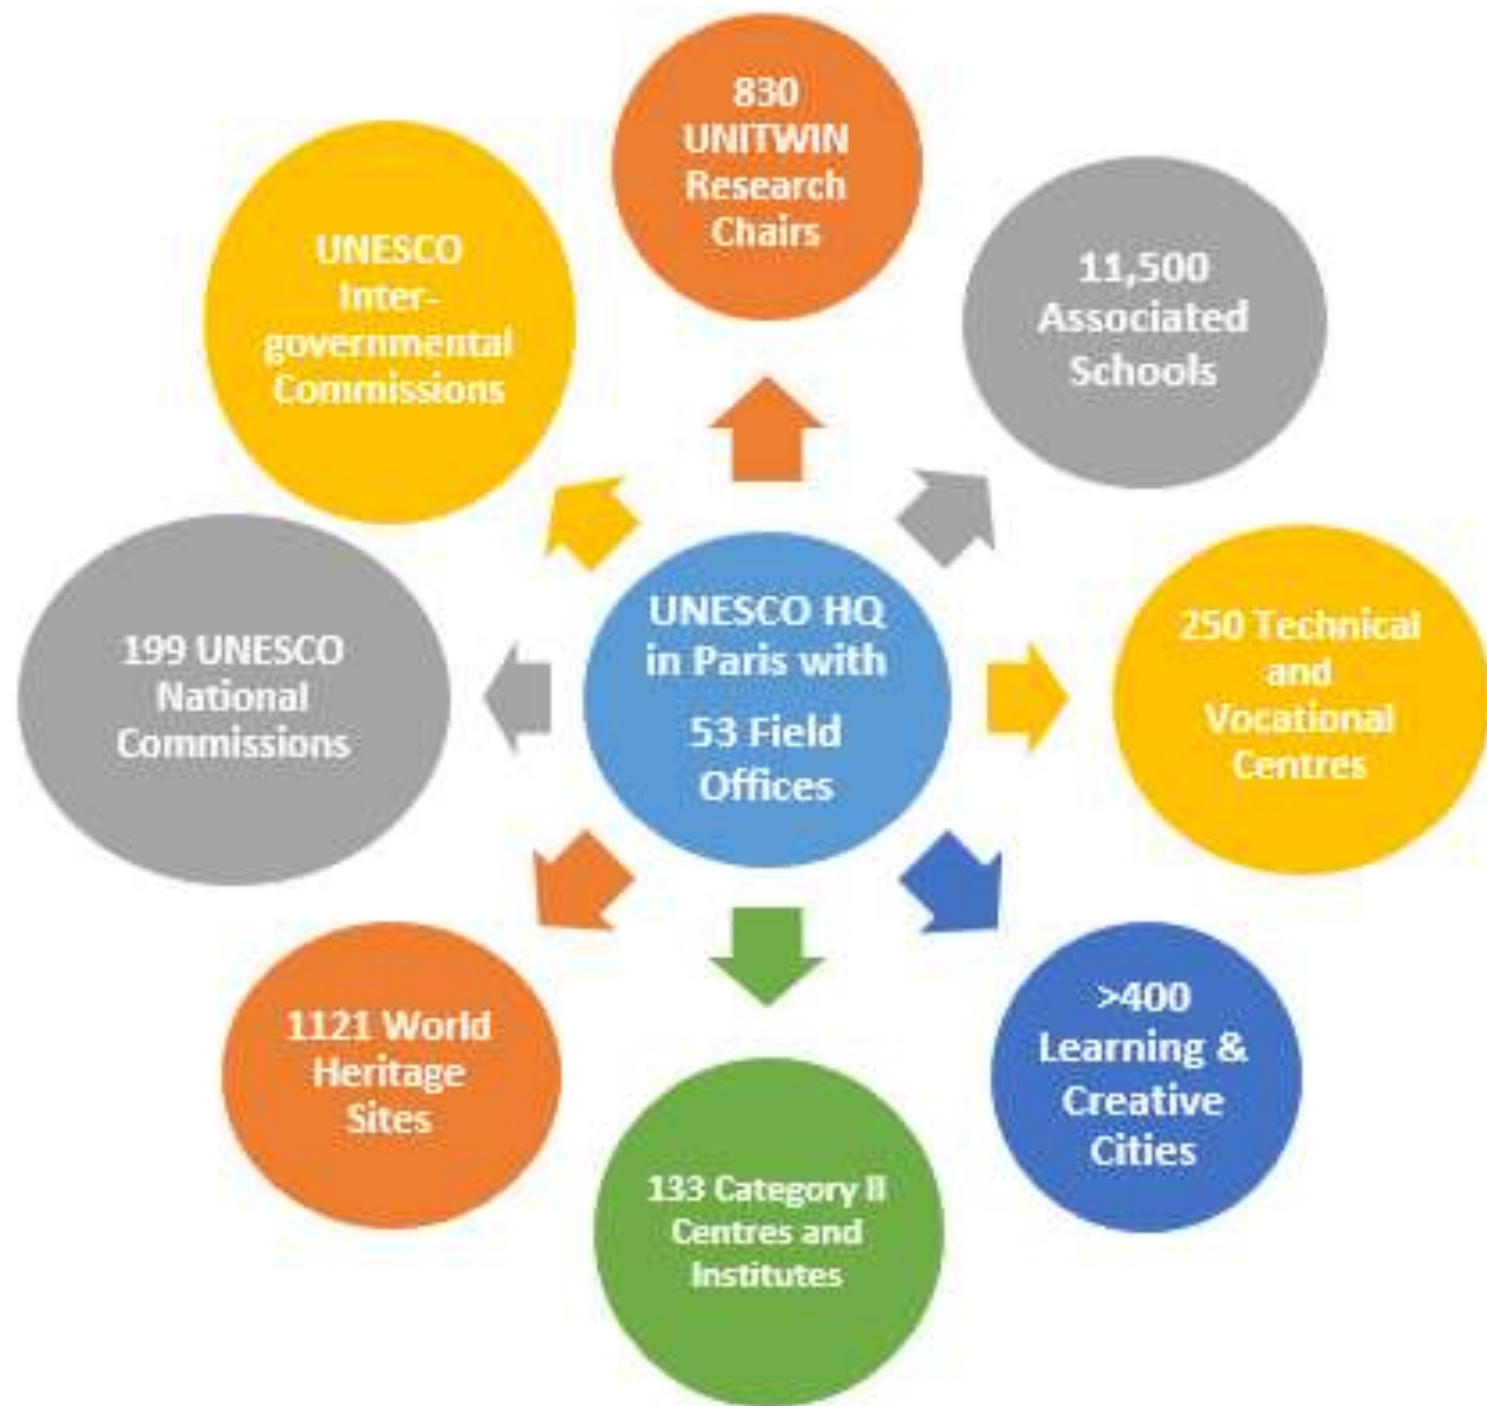 830
UNITWIN
Research
Chairs
11,500
Associated
Schools
250 Technical
and
Vocational
Centres
>400
Learning &
Creative
Cities
133 Category II
Centres and
Institutes
1121 World
Heritage
Sites
199 UNESCO
National
Commissions
UNESCO
Inter-
governmental
Commissions
UNESCO HQ
in Paris with
53 Field
Offices